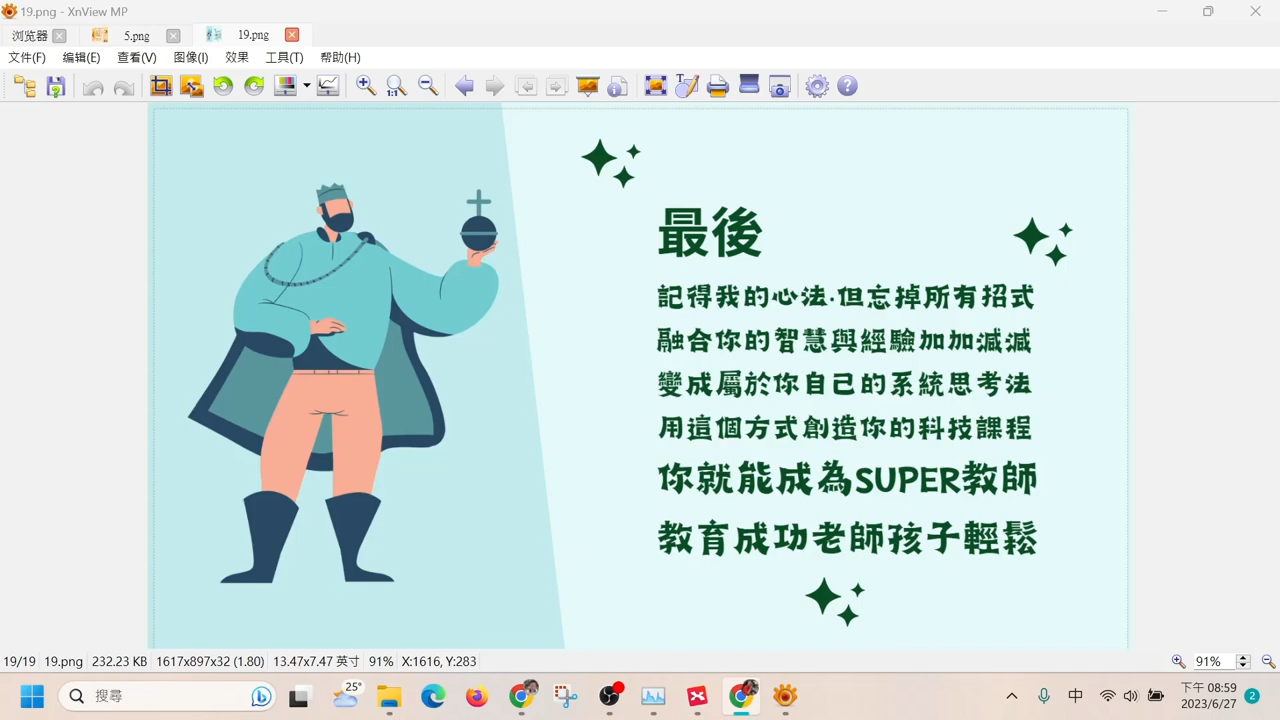 19.png - XnView MP
浏览器
5.png
19.png
文件(F) 编辑(E) 查看(V) 图像(I) 效果 工具(T) 帮助(H)
1:1
最後
記得我的心法·但忘掉所有招式
融合你的智慧與經驗加加減減
變成屬於你自己的系統思考法
用這個方式創造你的科技課程
你就能成為SUPER教師
教育成功老師孩子輕鬆
19/19 19.png 232.23 KB 1617x897x32 (1.80) 13.47x7.47 英寸 91% X:1616, Y:283
91%
搜尋
25°
中
下午 08:59
2023/6/27
2